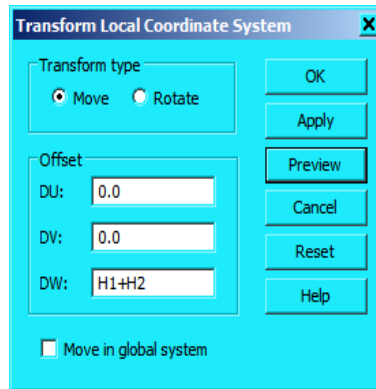 Transform Local Coordinate System
Transform type
Move Rotate
OK
Apply
Offset
Preview
DU: 0.0
Cancel
DV: 0.0
Reset
DW: H1+H2
Help
Move in global system